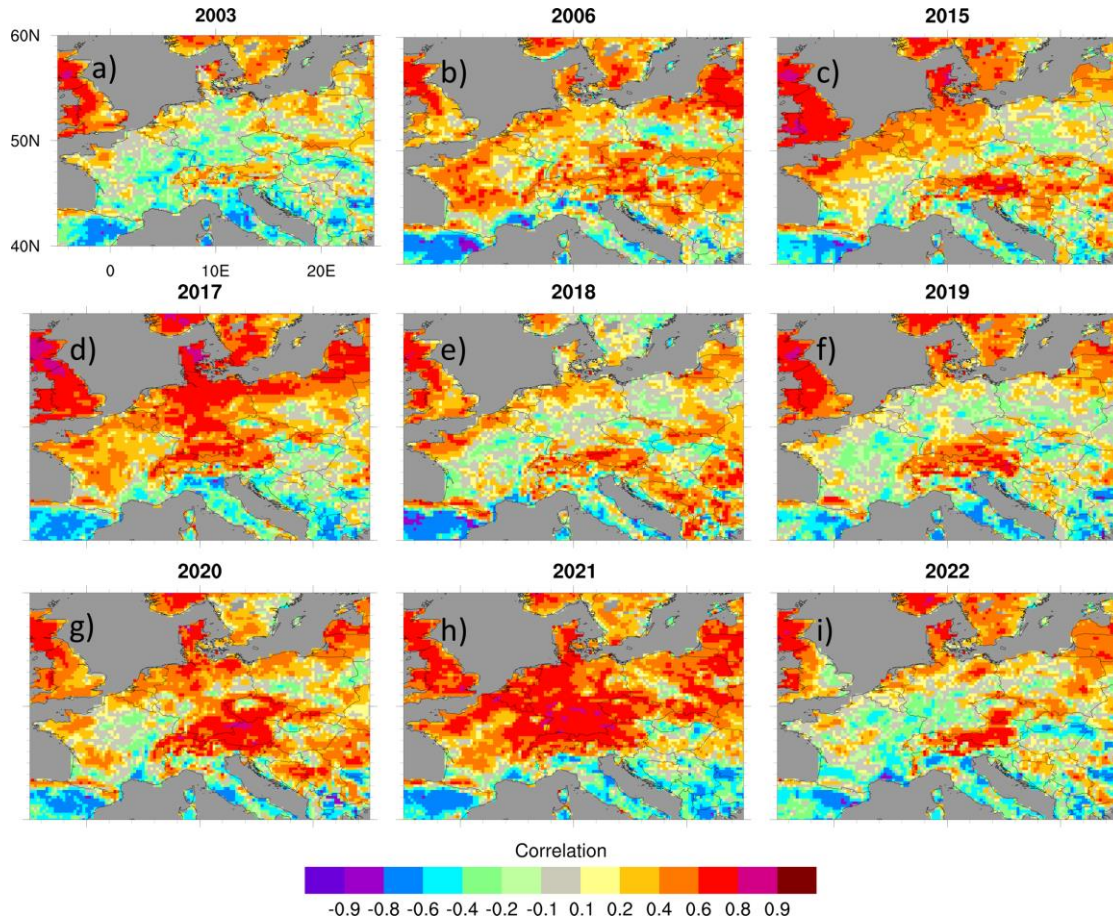 2003 2006 2015
60N
a) b) c)
50N
40N
0 10E 20E
2017 2018 2019
d) e) f)
2020 2021 2022
g) h) i)
Correlation
-0.9 -0.8 -0.6 -0.4 -0.2 -0.1 0.1 0.2 0.4 0.6 0.8 0.9